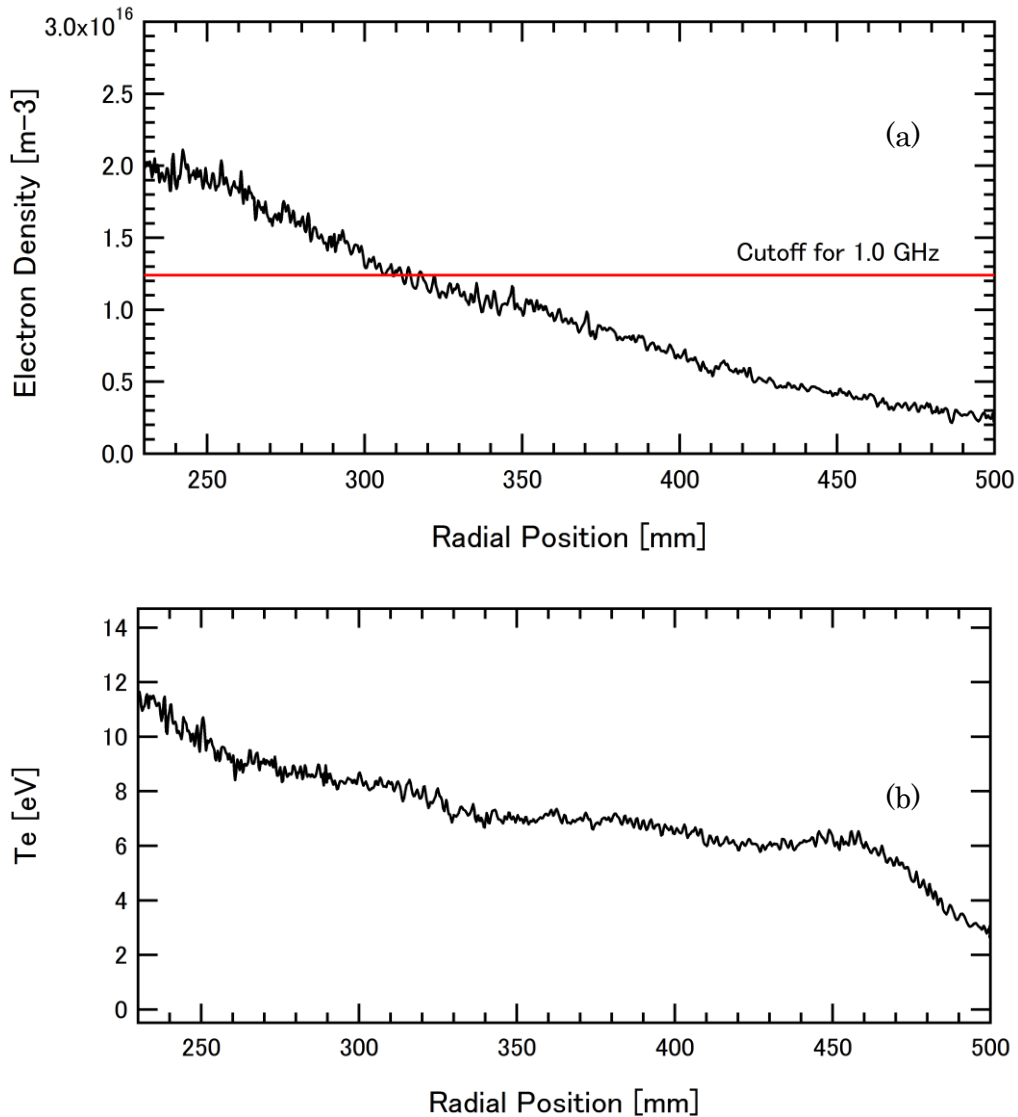 3.0x10^16
2.5
2.0
1.5
1.0
0.5
0.0
Electron Density [m-3]
(a)
Cutoff for 1.0 GHz
250 300 350 400 450 500
Radial Position [mm]
14
12
10
8
6
4
2
0
Te [eV]
(b)
250 300 350 400 450 500
Radial Position [mm]